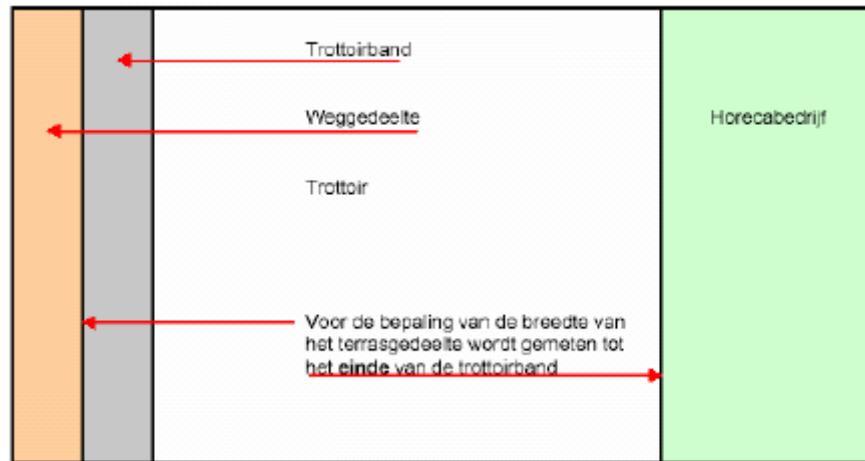 Trottoirband
Weggedeelte
Horecabedrijf
Trottoir
Voor de bepaling van de breedte van
het terrasgedeelte wordt gemeten tot
het einde van de trottoirband